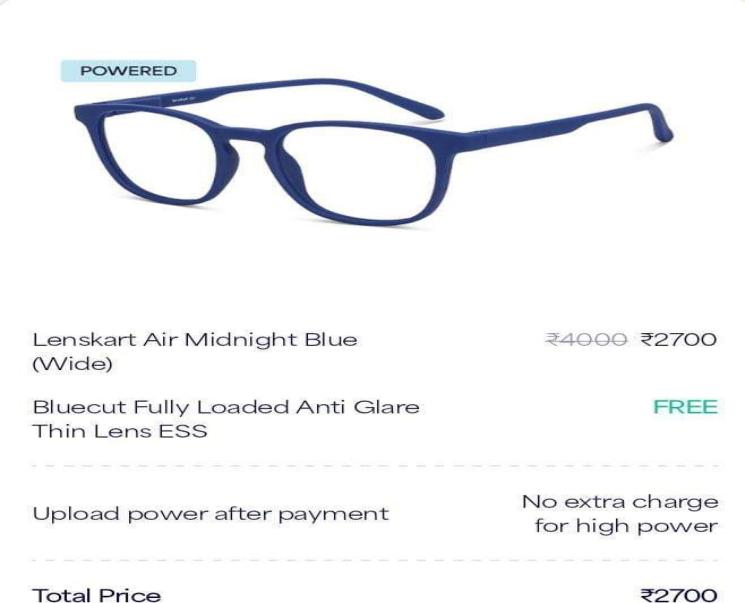 POWERED
Lenskart Air Midnight Blue
(Wide)
₹4000 ₹2700
Bluecut Fully Loaded Anti Glare
Thin Lens ESS
FREE
Upload power after payment
No extra charge
for high power
Total Price
₹2700